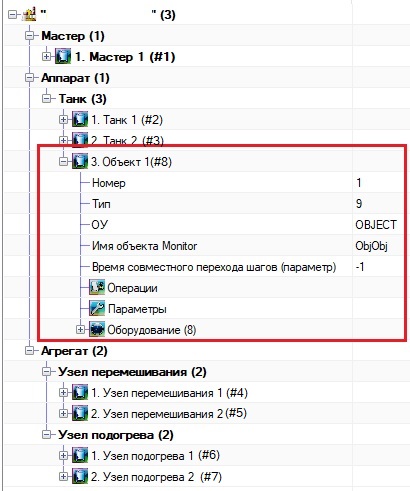 " " (3)
Мастер (1)
1. Мастер 1 (#1)
Аппарат (1)
Танк (3)
1. Танк 1 (#2)
2. Танк 2 (#3)
3. Объект 1(#8)
Номер 1
Тип 9
ОУ OBJECT
Имя объекта Monitor ObjObj
Время совместного перехода шагов (параметр) -1
Операции
Параметры
Оборудование (8)
Агрегат (2)
Узел перемешивания (2)
1. Узел перемешивания 1 (#4)
2. Узел перемешивания 2 (#5)
Узел подогрева (2)
1. Узел подогрева 1 (#6)
2. Узел подогрева 2 (#7)